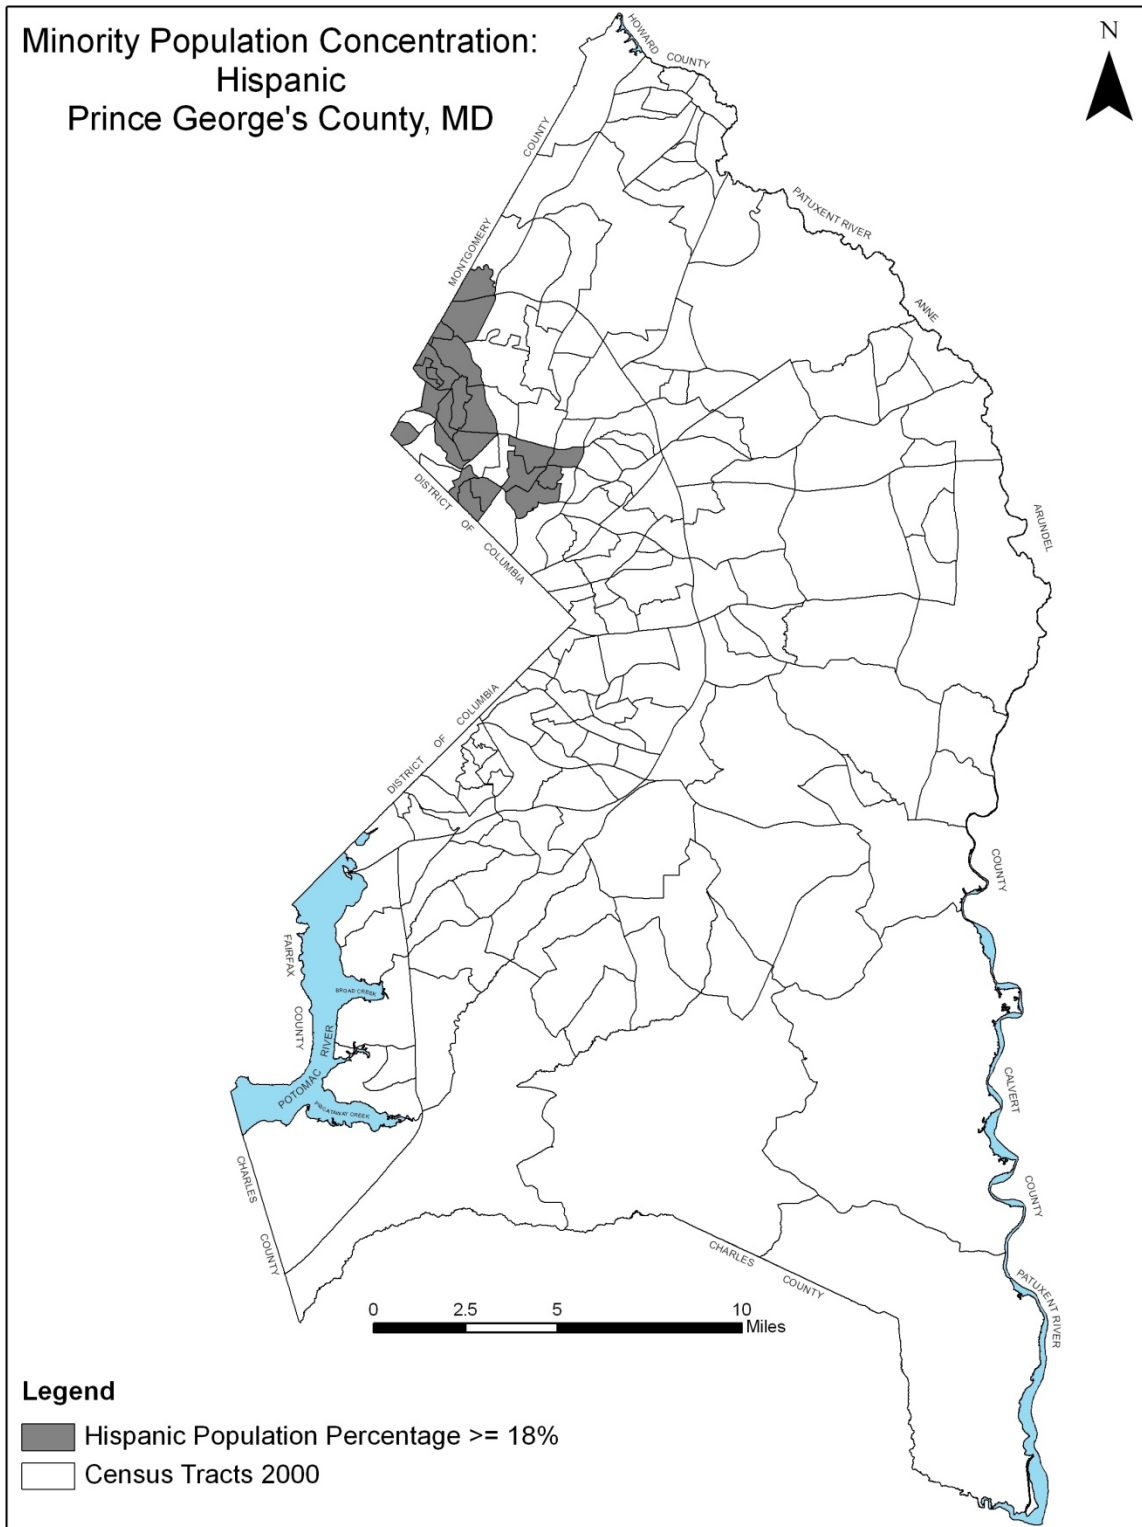 Minority Population Concentration:
Hispanic
Prince George's County, MD
N
HOWARD
COUNTY
COUNTY
MONTGOMERY
PATUXENT RIVER
ANNE
ARUNDEL
DISTRICT OF COLUMBIA
DISTRICT OF COLUMBIA
COUNTY
FAIRFAX
COUNTY
BROAD CREEK
POTOMAC RIVER
PISCATAWAY CREEK
CALVERT
COUNTY
CHARLES
COUNTY
CHARLES
COUNTY
PATUXENT RIVER
0 2.5 5 10
Miles
Legend
Hispanic Population Percentage >= 18%
Census Tracts 2000